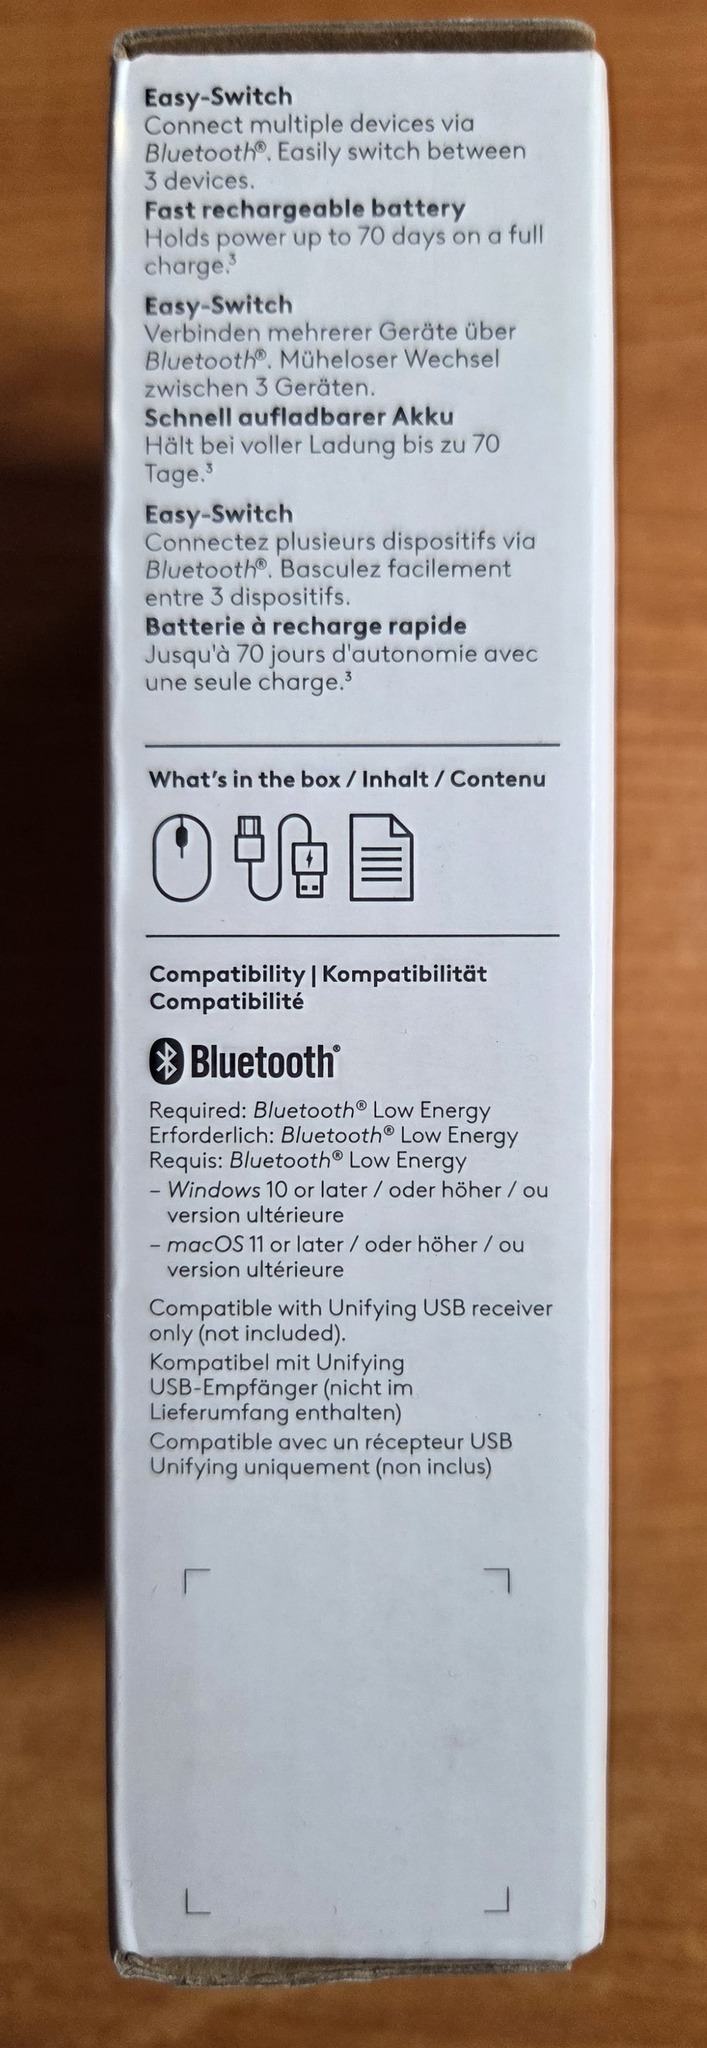 Easy-Switch
Connect multiple devices via
Bluetooth®. Easily switch between
3 devices.
Fast rechargeable battery
Holds power up to 70 days on a full
charge.³
Easy-Switch
Verbinden mehrerer Geräte über
Bluetooth®. Müheloser Wechsel
zwischen 3 Geräten.
Schnell aufladbarer Akku
Hält bei voller Ladung bis zu 70
Tage.³
Easy-Switch
Connectez plusieurs dispositifs via
Bluetooth®. Basculez facilement
entre 3 dispositifs.
Batterie à recharge rapide
Jusqu'à 70 jours d'autonomie avec
une seule charge.³
What's in the box / Inhalt / Contenu
Compatibility | Kompatibilität
Compatibilité
Bluetooth®
Required: Bluetooth® Low Energy
Erforderlich: Bluetooth® Low Energy
Requis: Bluetooth® Low Energy
– Windows 10 or later / oder höher / ou
version ultérieure
– macOS 11 or later / oder höher / ou
version ultérieure
Compatible with Unifying USB receiver
only (not included).
Kompatibel mit Unifying
USB-Empfänger (nicht im
Lieferumfang enthalten)
Compatible avec un récepteur USB
Unifying uniquement (non inclus)